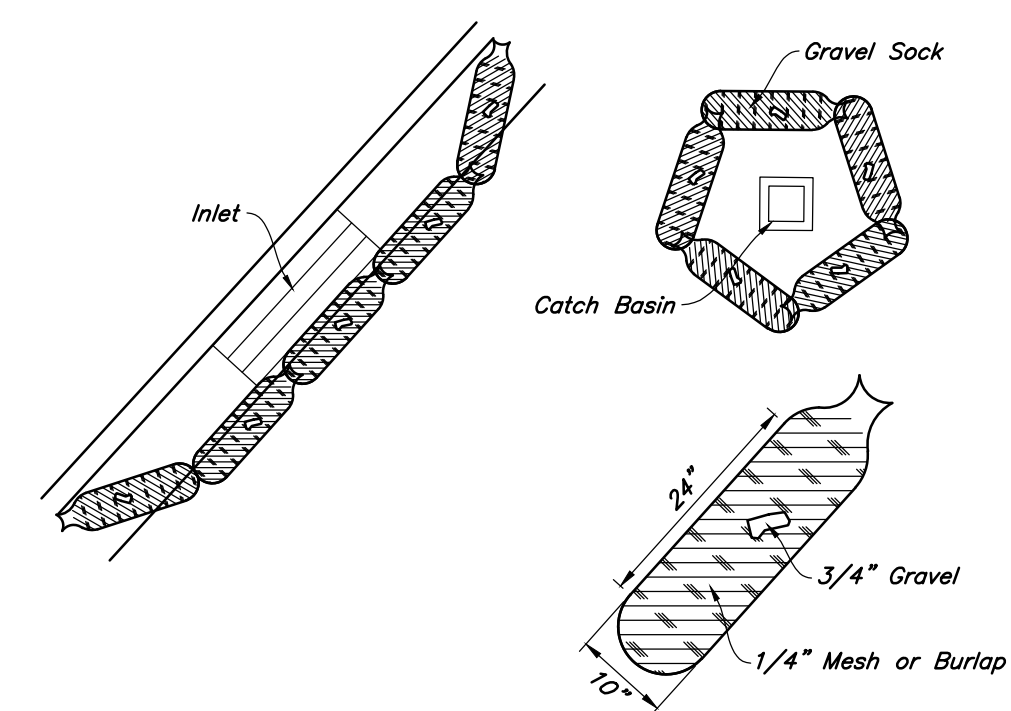 Gravel Sock
Inlet
Catch Basin
24"
3/4" Gravel
1/4" Mesh or Burlap
10"